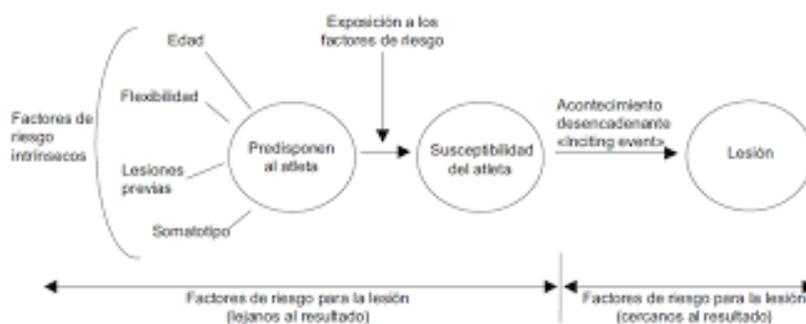 Exposición a los
factores de riesgo
Edad
Flexibilidad
Factores de
riesgo
intrínsecos
Lesiones
previas
Somatotipo
Predisponen
al atleta
Susceptibilidad
del atleta
Acontecimiento
desencadenante
«Inciting event»
Lesión
Factores de riesgo para la lesión
(lejanos al resultado)
Factores de riesgo para la lesión
(cercanos al resultado)